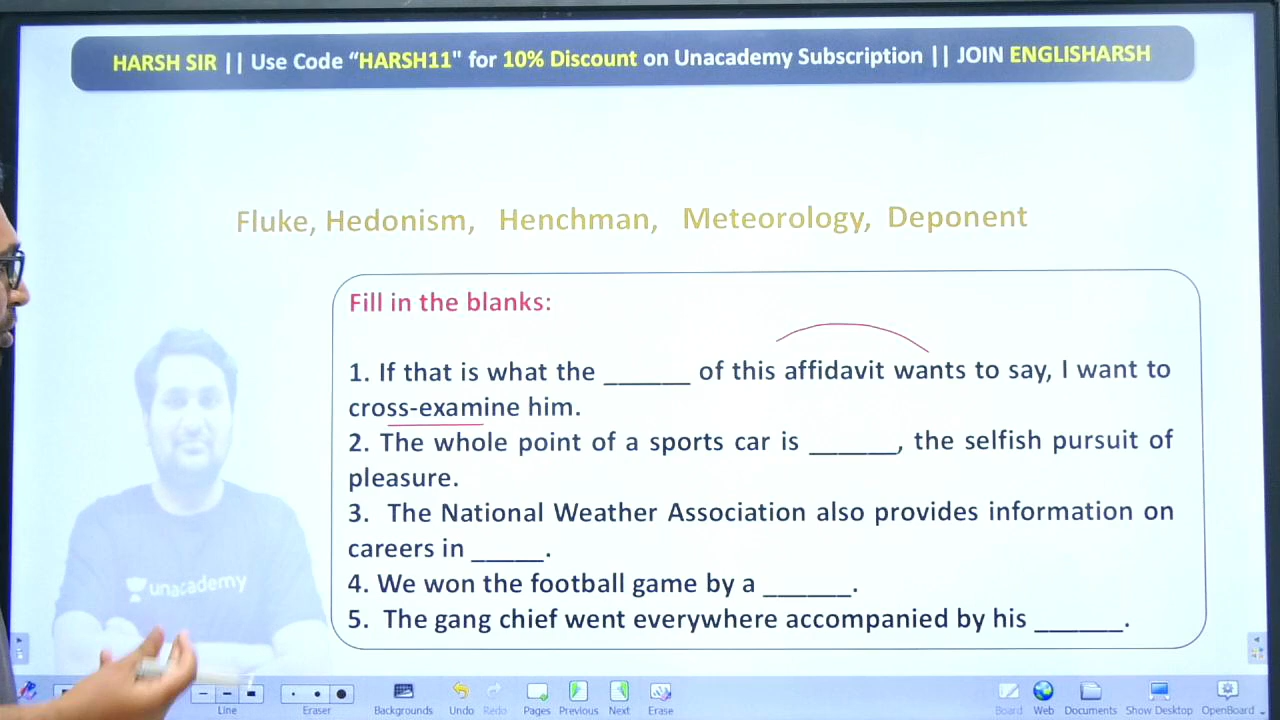 HARSH SIR || Use Code “HARSH11" for 10% Discount on Unacademy Subscription || JOIN ENGLISHARSH
Fluke, Hedonism, Henchman, Meteorology, Deponent
Fill in the blanks:
1. If that is what the ______ of this affidavit wants to say, I want to
cross-examine him.
2. The whole point of a sports car is ______, the selfish pursuit of
pleasure.
3. The National Weather Association also provides information on
careers in _____.
4. We won the football game by a ______.
5. The gang chief went everywhere accompanied by his ______.
unacademy
Line
Eraser
Backgrounds
Undo
Redo
Pages
Previous
Next
Erase
Board
Web
Documents
Show Desktop
OpenBoard